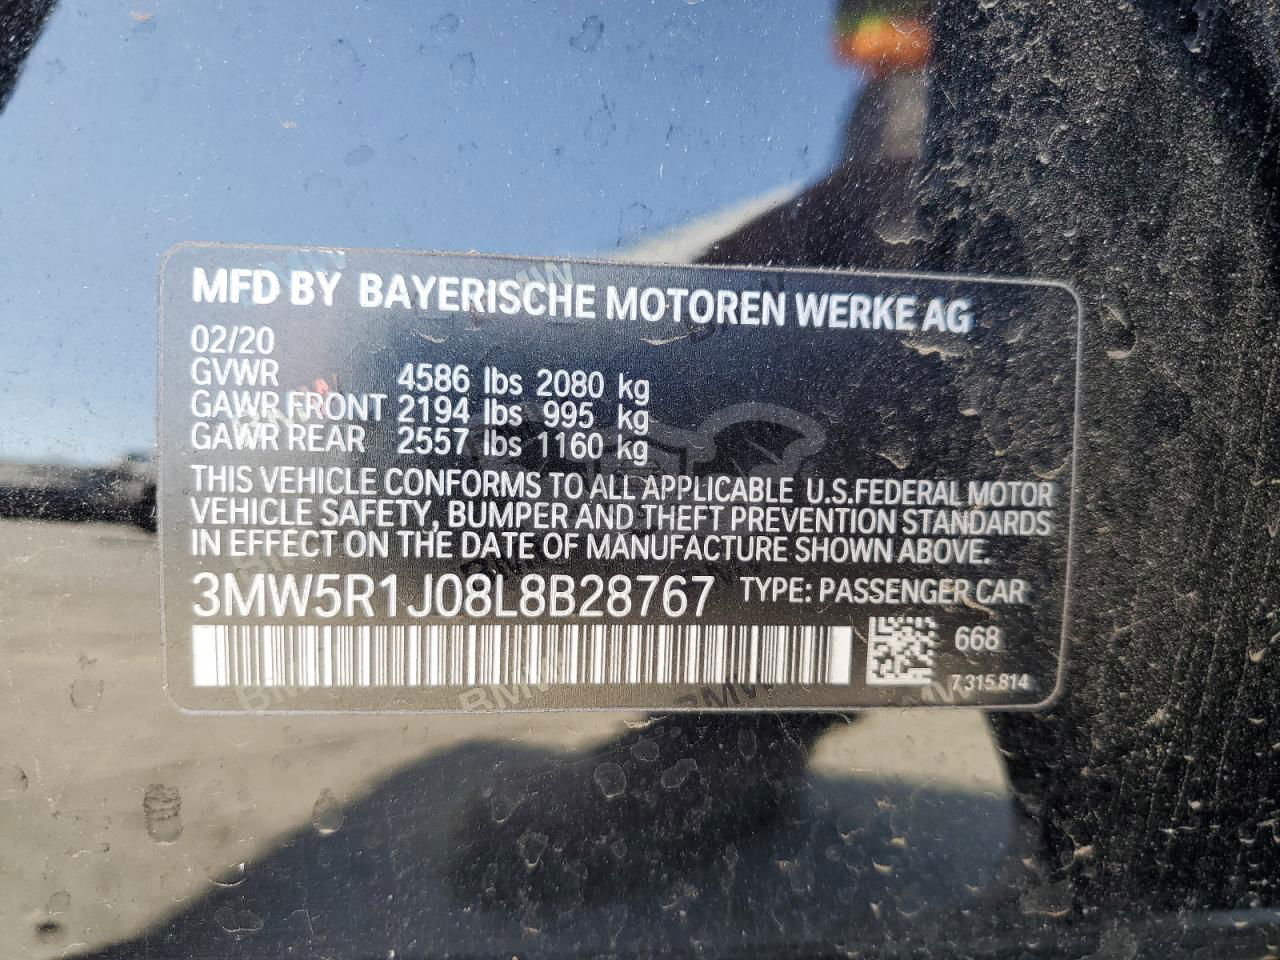 MFD BY BAYERISCHE MOTOREN WERKE AG
02/20
GVWR 4586 lbs 2080 kg
GAWR FRONT 2194 lbs 995 kg
GAWR REAR 2557 lbs 1160 kg
THIS VEHICLE CONFORMS TO ALL APPLICABLE U.S.FEDERAL MOTOR
VEHICLE SAFETY, BUMPER AND THEFT PREVENTION STANDARDS
IN EFFECT ON THE DATE OF MANUFACTURE SHOWN ABOVE.
3MW5R1J08L8B28767 TYPE: PASSENGER CAR
668
7.315.814
BMW BMW BMW